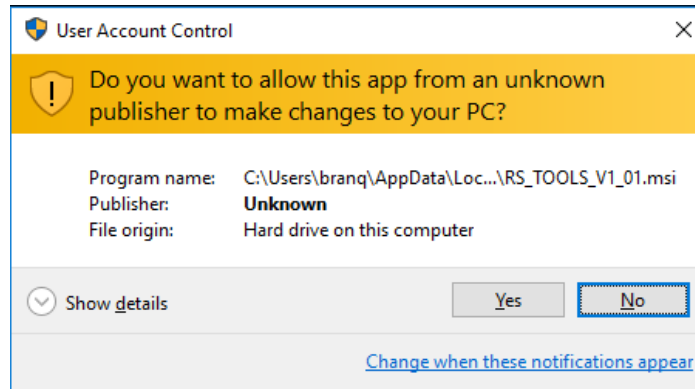 User Account Control
Do you want to allow this app from an unknown
publisher to make changes to your PC?
Program name: C:\Users\branq\AppData\Loc...\RS_TOOLS_V1_01.msi
Publisher: Unknown
File origin: Hard drive on this computer
Show details Yes No
Change when these notifications appear